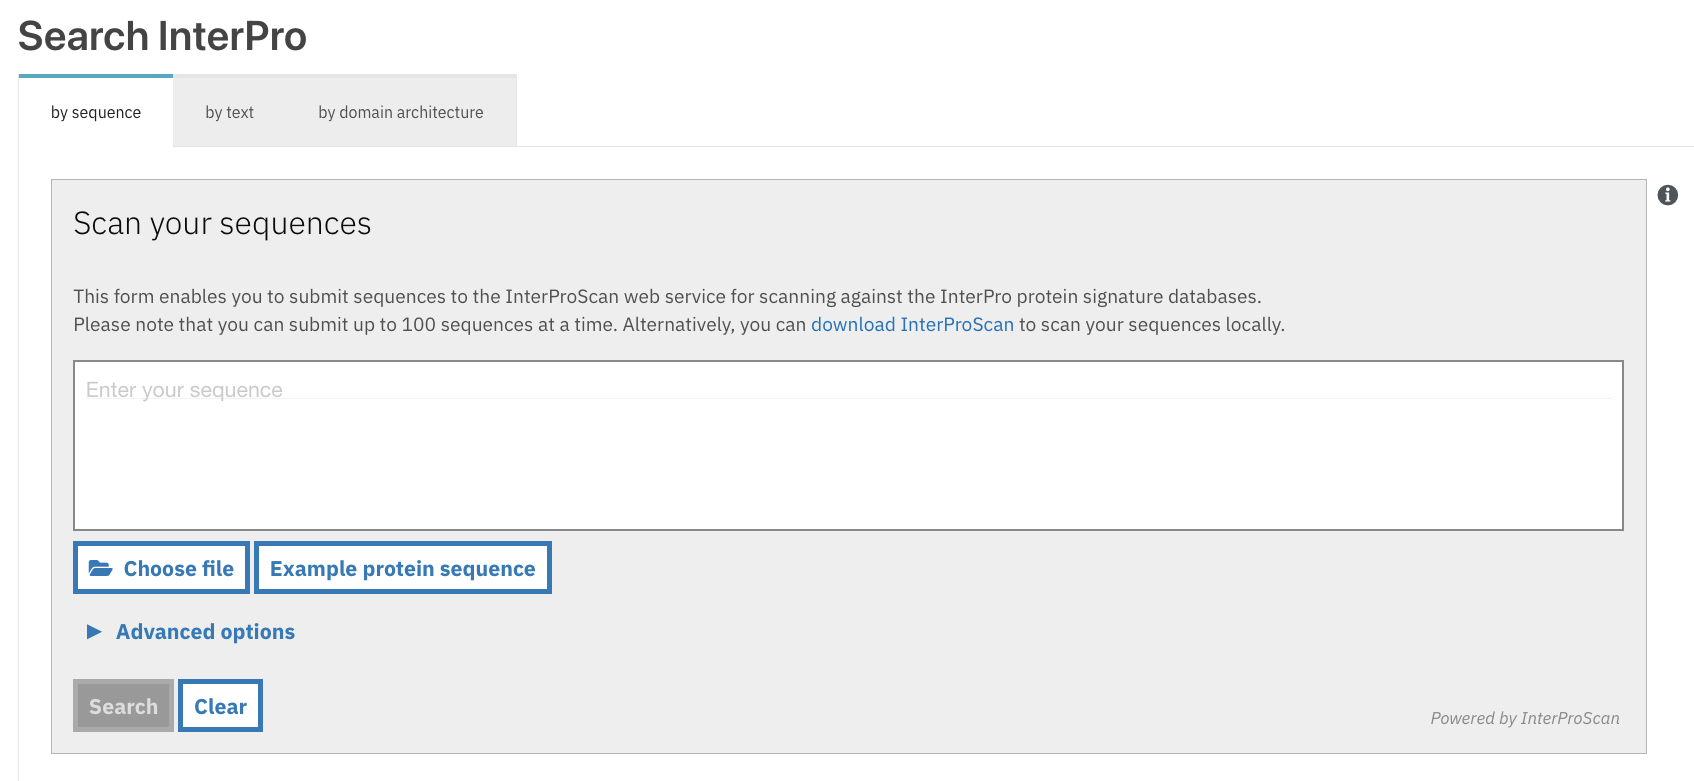 Search InterPro
by sequence
by text
by domain architecture
Scan your sequences
This form enables you to submit sequences to the InterProScan web service for scanning against the InterPro protein signature databases.
Please note that you can submit up to 100 sequences at a time. Alternatively, you can download InterProScan to scan your sequences locally.
Enter your sequence
Choose file
Example protein sequence
Advanced options
Search
Clear
Powered by InterProScan